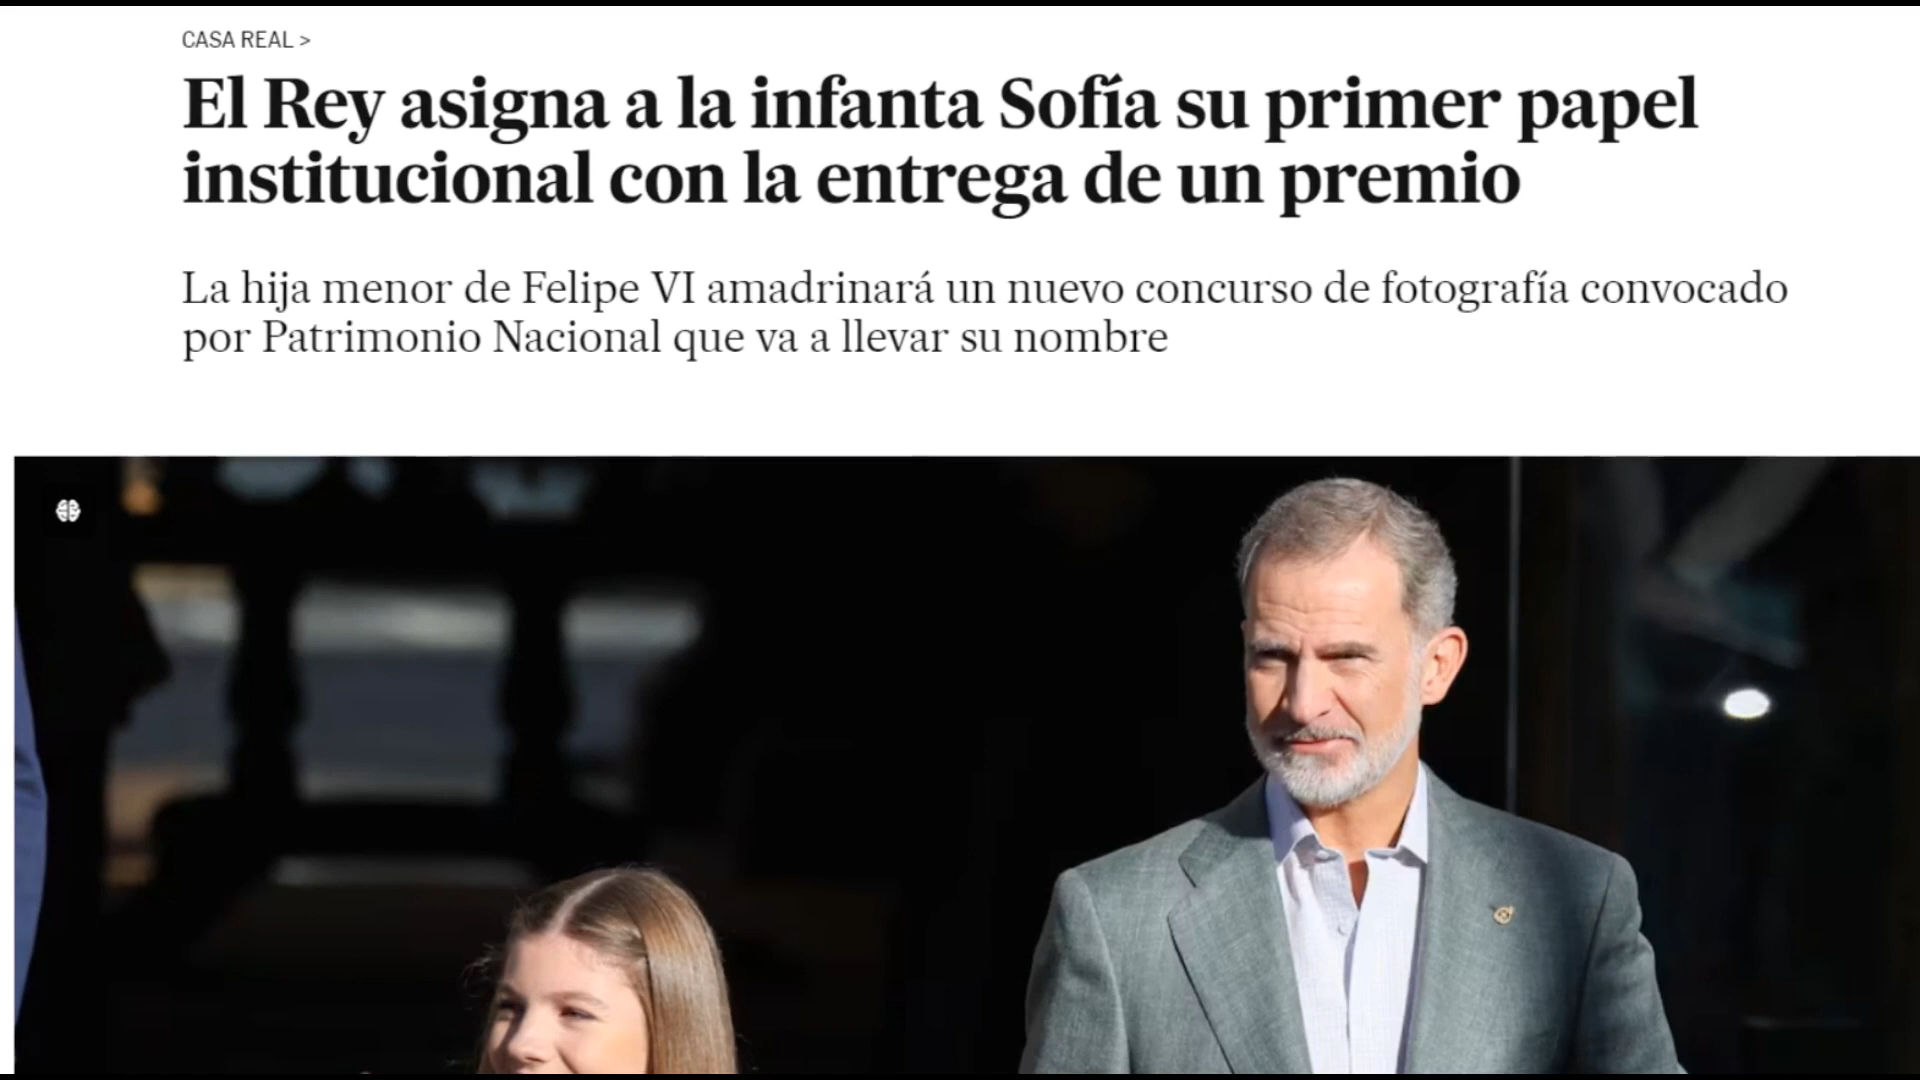 CASA REAL >
El Rey asigna a la infanta Sofía su primer papel
institucional con la entrega de un premio
La hija menor de Felipe VI amadrinará un nuevo concurso de fotografía convocado
por Patrimonio Nacional que va a llevar su nombre